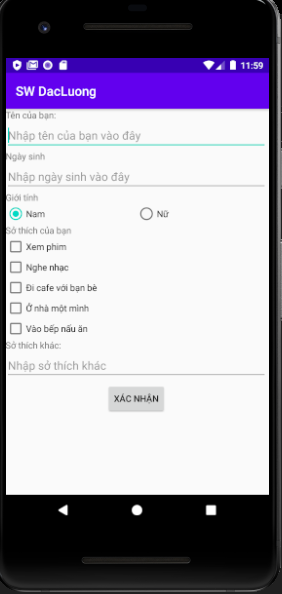 11:59
SW DacLuong
Tên của bạn:
Nhập tên của bạn vào đây
Ngày sinh
Nhập ngày sinh vào đây
Giới tính
Nam Nữ
Sở thích của bạn
Xem phim
Nghe nhạc
Đi cafe với bạn bè
Ở nhà một mình
Vào bếp nấu ăn
Sở thích khác:
Nhập sở thích khác
XÁC NHẬN